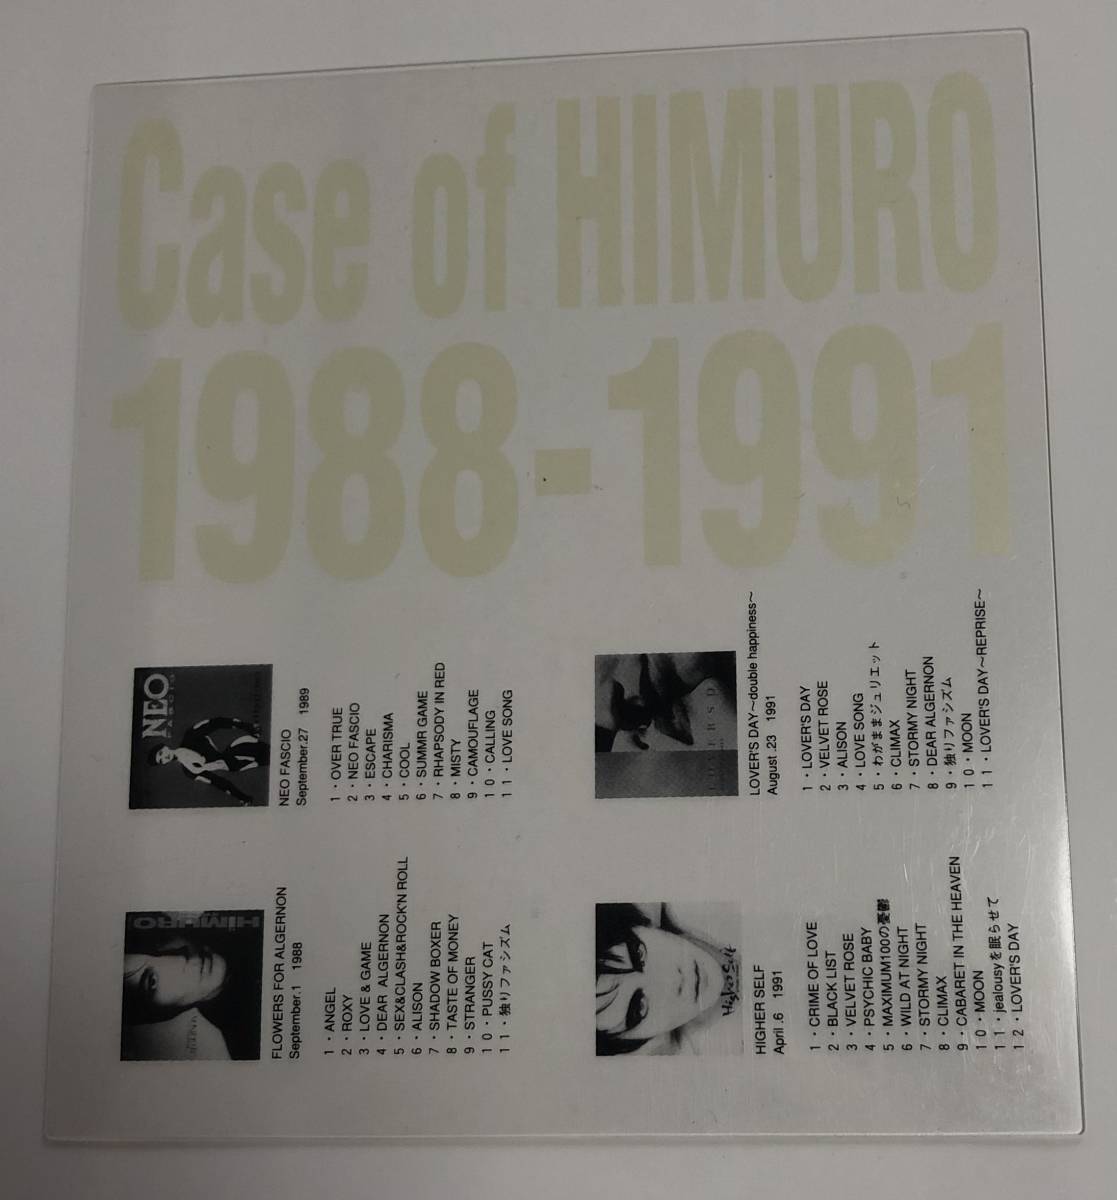 Case of HIMURO
1988-1991
FLOWERS FOR ALGERNON
September.1 1988
1・ANGEL
2・ROXY
3・LOVE & GAME
4・DEAR ALGERNON
5・SEX&CLASH&ROCK'N ROLL
6・ALISON
7・SHADOW BOXER
8・TASTE OF MONEY
9・STRANGER
10・PUSSY CAT
11・独りファシズム
NEO
FASCIO
NEO FASCIO
September.27 1989
1・OVER TRUE
2・NEO FASCIO
3・ESCAPE
4・CHARISMA
5・COOL
6・SUMMR GAME
7・RHAPSODY IN RED
8・MISTY
9・CAMOUFLAGE
10・CALLING
11・LOVE SONG
Higher Self
HIGHER SELF
April .6 1991
1・CRIME OF LOVE
2・BLACK LIST
3・VELVET ROSE
4・PSYCHIC BABY
5・MAXIMUM100の憂鬱
6・WILD AT NIGHT
7・STORMY NIGHT
8・CLIMAX
9・CABARET IN THE HEAVEN
10・MOON
11・jealousyを眠らせて
12・LOVER'S DAY
LOVER'S DAY～double happiness～
August .23 1991
1・LOVER'S DAY
2・VELVET ROSE
3・ALISON
4・LOVE SONG
5・わがままジュリエット
6・CLIMAX
7・STORMY NIGHT
8・DEAR ALGERNON
9・独りファシズム
10・MOON
11・LOVER'S DAY～REPRISE～
HIMURO